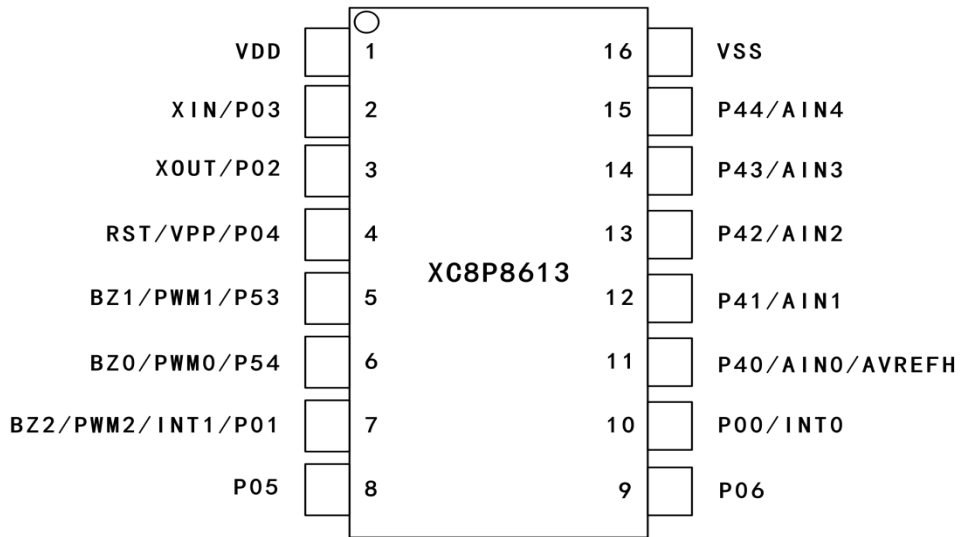 VDD 1 16 VSS
XIN/P03 2 15 P44/AIN4
XOUT/P02 3 14 P43/AIN3
RST/VPP/P04 4 13 P42/AIN2
XC8P8613
BZ1/PWM1/P53 5 12 P41/AIN1
BZ0/PWM0/P54 6 11 P40/AIN0/AVREFH
BZ2/PWM2/INT1/P01 7 10 P00/INT0
P05 8 9 P06